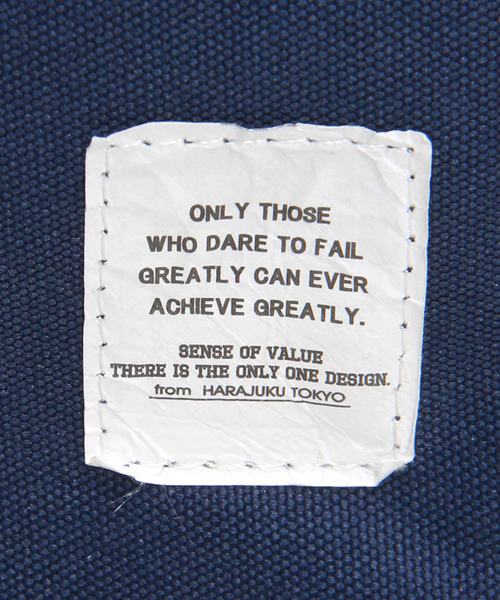 ONLY THOSE
WHO DARE TO FAIL
GREATLY CAN EVER
ACHIEVE GREATLY.
SENSE OF VALUE
THERE IS THE ONLY ONE DESIGN.
from HARAJUKU TOKYO